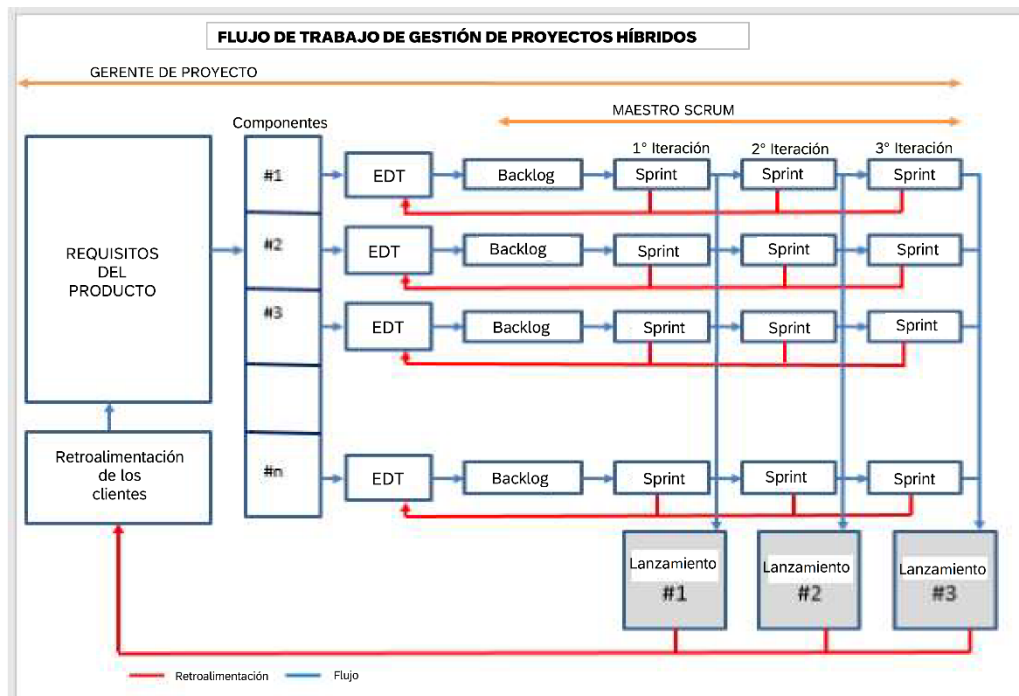 FLUJO DE TRABAJO DE GESTIÓN DE PROYECTOS HÍBRIDOS
GERENTE DE PROYECTO
MAESTRO SCRUM
Componentes
1° Iteración
2° Iteración
3° Iteración
#1
EDT
Backlog
Sprint
Sprint
Sprint
REQUISITOS
DEL
PRODUCTO
#2
EDT
Backlog
Sprint
Sprint
Sprint
#3
EDT
Backlog
Sprint
Sprint
Sprint
Retroalimentación
de los
clientes
#n
EDT
Backlog
Sprint
Sprint
Sprint
Lanzamiento
#1
Lanzamiento
#2
Lanzamiento
#3
Retroalimentación
Flujo